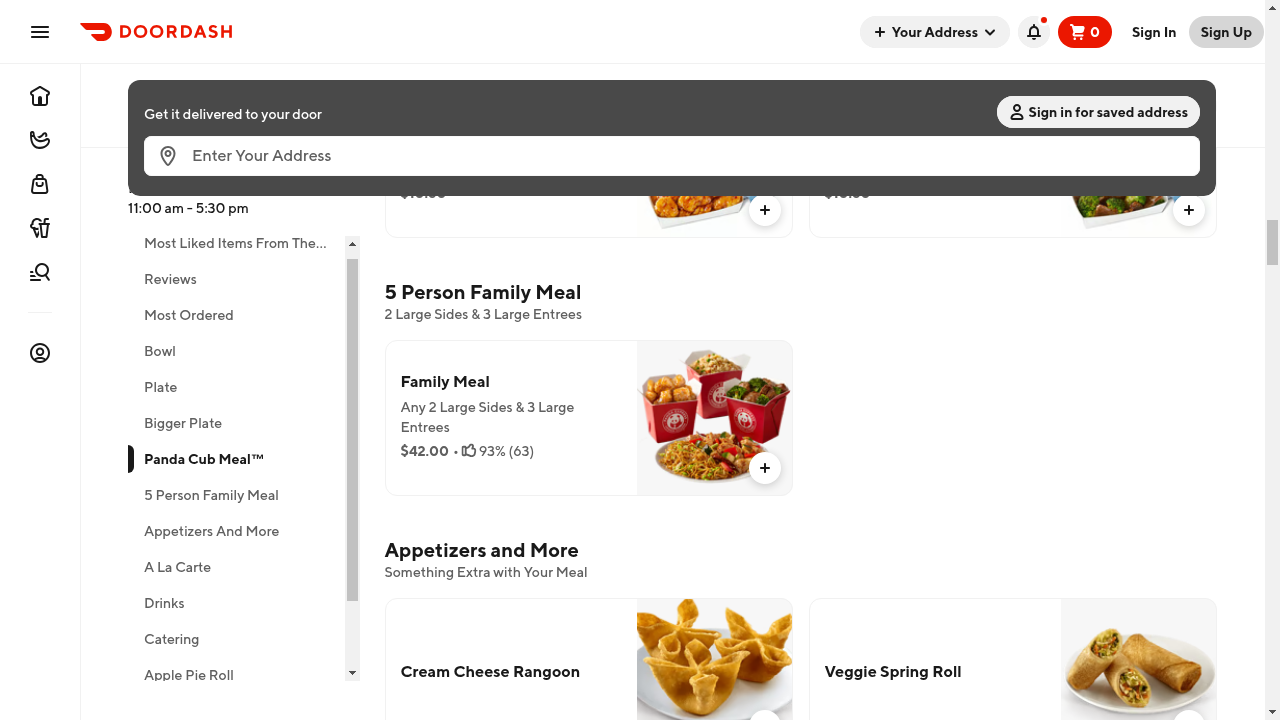 DOORDASH
Your Address
0
Sign In
Sign Up
Get it delivered to your door
Sign in for saved address
Enter Your Address
11:00 am - 5:30 pm
Most Liked Items From The...
Reviews
Most Ordered
Bowl
Plate
Bigger Plate
Panda Cub Meal™
5 Person Family Meal
Appetizers And More
A La Carte
Drinks
Catering
Apple Pie Roll
5 Person Family Meal
2 Large Sides & 3 Large Entrees
Family Meal
Any 2 Large Sides & 3 Large
Entrees
$42.00 • 93% (63)
Appetizers and More
Something Extra with Your Meal
Cream Cheese Rangoon
Veggie Spring Roll